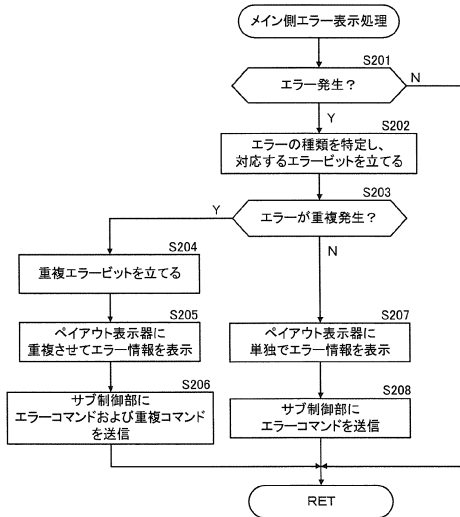 メイン側エラー表示処理
S201
エラー発生？
N
Y
S202
エラーの種類を特定し、
対応するエラービットを立てる
S203
エラーが重複発生？
Y
N
S204
重複エラービットを立てる
S205
ペイアウト表示器に
重複させてエラー情報を表示
S207
ペイアウト表示器に
単独でエラー情報を表示
S206
サブ制御部に
エラーコマンドおよび重複コマンド
を送信
S208
サブ制御部に
エラーコマンドを送信
RET